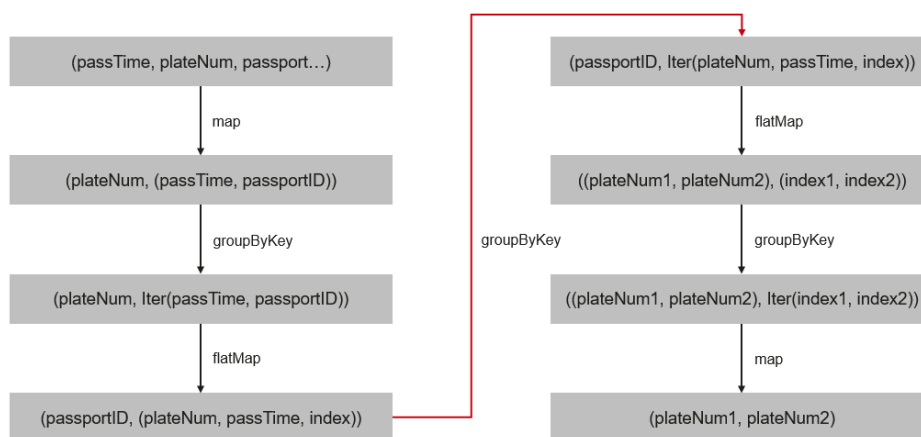 (passTime, plateNum, passport…)
map
(plateNum, (passTime, passportID))
groupByKey
(plateNum, Iter(passTime, passportID))
flatMap
(passportID, (plateNum, passTime, index))
groupByKey
(passportID, Iter(plateNum, passTime, index))
flatMap
((plateNum1, plateNum2), (index1, index2))
groupByKey
((plateNum1, plateNum2), Iter(index1, index2))
map
(plateNum1, plateNum2)